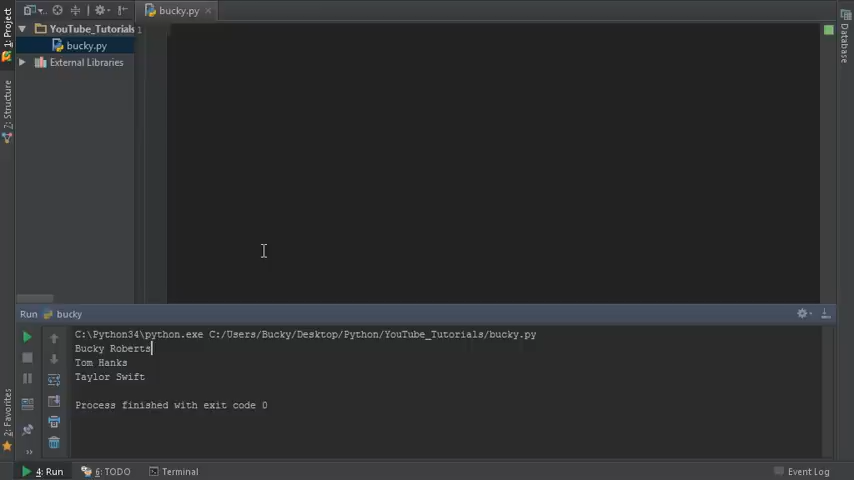 bucky.py
YouTube_Tutorials
1
bucky.py
External Libraries
1: Project
7: Structure
2: Favorites
Database
Run bucky
C:\Python34\python.exe C:/Users/Bucky/Desktop/Python/YouTube_Tutorials/bucky.py
Bucky Roberts
Tom Hanks
Taylor Swift
Process finished with exit code 0
4: Run 6: TODO Terminal Event Log